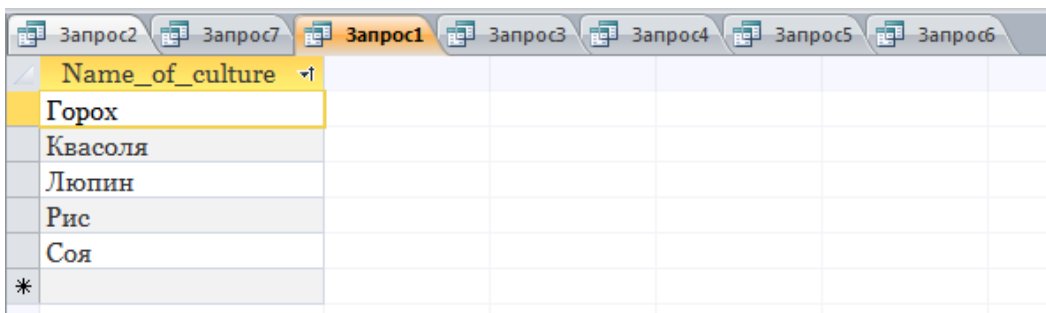 Запрос2 Запрос7 Запрос1 Запрос3 Запрос4 Запрос5 Запрос6
Name_of_culture
Горох
Квасоля
Люпин
Рис
Соя